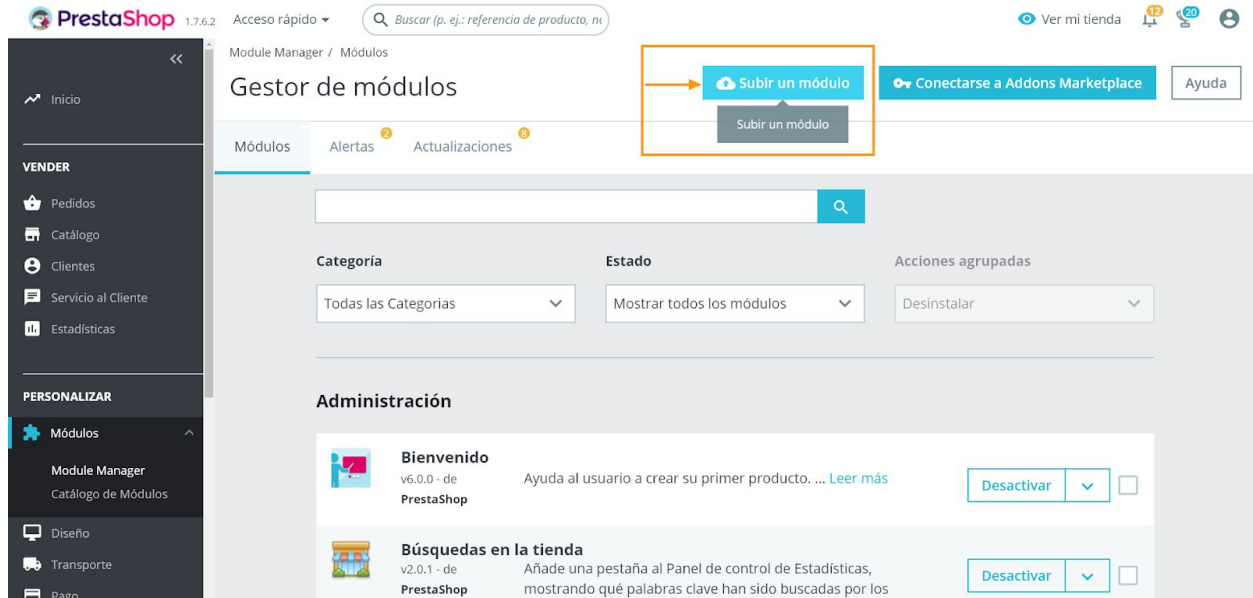 PrestaShop 1.7.6.2 Acceso rápido Buscar (p. ej.: referencia de producto, nu Ver mi tienda 12 20
Module Manager / Módulos
Gestor de módulos
Subir un módulo
Conectarse a Addons Marketplace
Ayuda
Subir un módulo
Módulos Alertas 2 Actualizaciones 8
Inicio
VENDER
Pedidos
Catálogo
Clientes
Servicio al Cliente
Estadísticas
PERSONALIZAR
Módulos
Module Manager
Catálogo de Módulos
Diseño
Transporte
Pago
Categoría Estado Acciones agrupadas
Todas las Categorias Mostrar todos los módulos Desinstalar
Administración
Bienvenido
v6.0.0 - de
PrestaShop
Ayuda al usuario a crear su primer producto. ... Leer más
Desactivar
Búsquedas en la tienda
v2.0.1 - de
PrestaShop
Añade una pestaña al Panel de control de Estadísticas,
mostrando qué palabras clave han sido buscadas por los
Desactivar